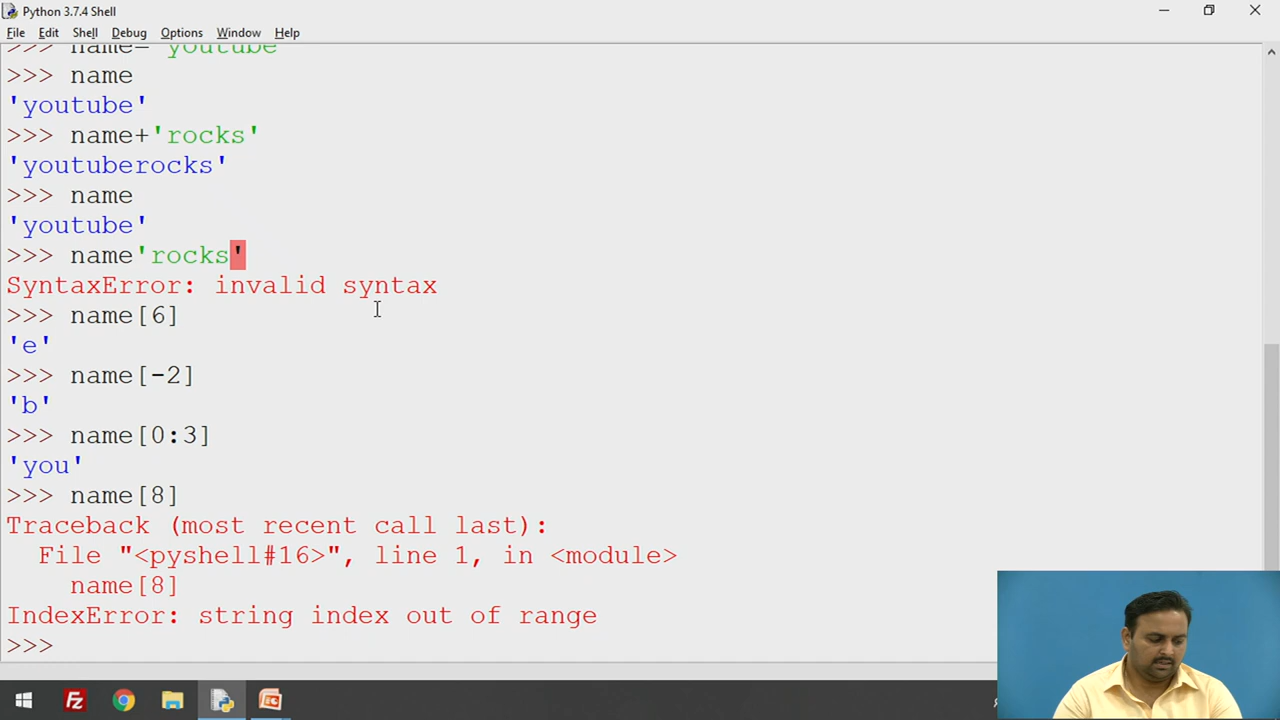 Python 3.7.4 Shell
File Edit Shell Debug Options Window Help
>>> name='youtube'
>>> name
'youtube'
>>> name+'rocks'
'youtuberocks'
>>> name
'youtube'
>>> name'rocks'
SyntaxError: invalid syntax
>>> name[6]
'e'
>>> name[-2]
'b'
>>> name[0:3]
'you'
>>> name[8]
Traceback (most recent call last):
  File "<pyshell#16>", line 1, in <module>
    name[8]
IndexError: string index out of range
>>>